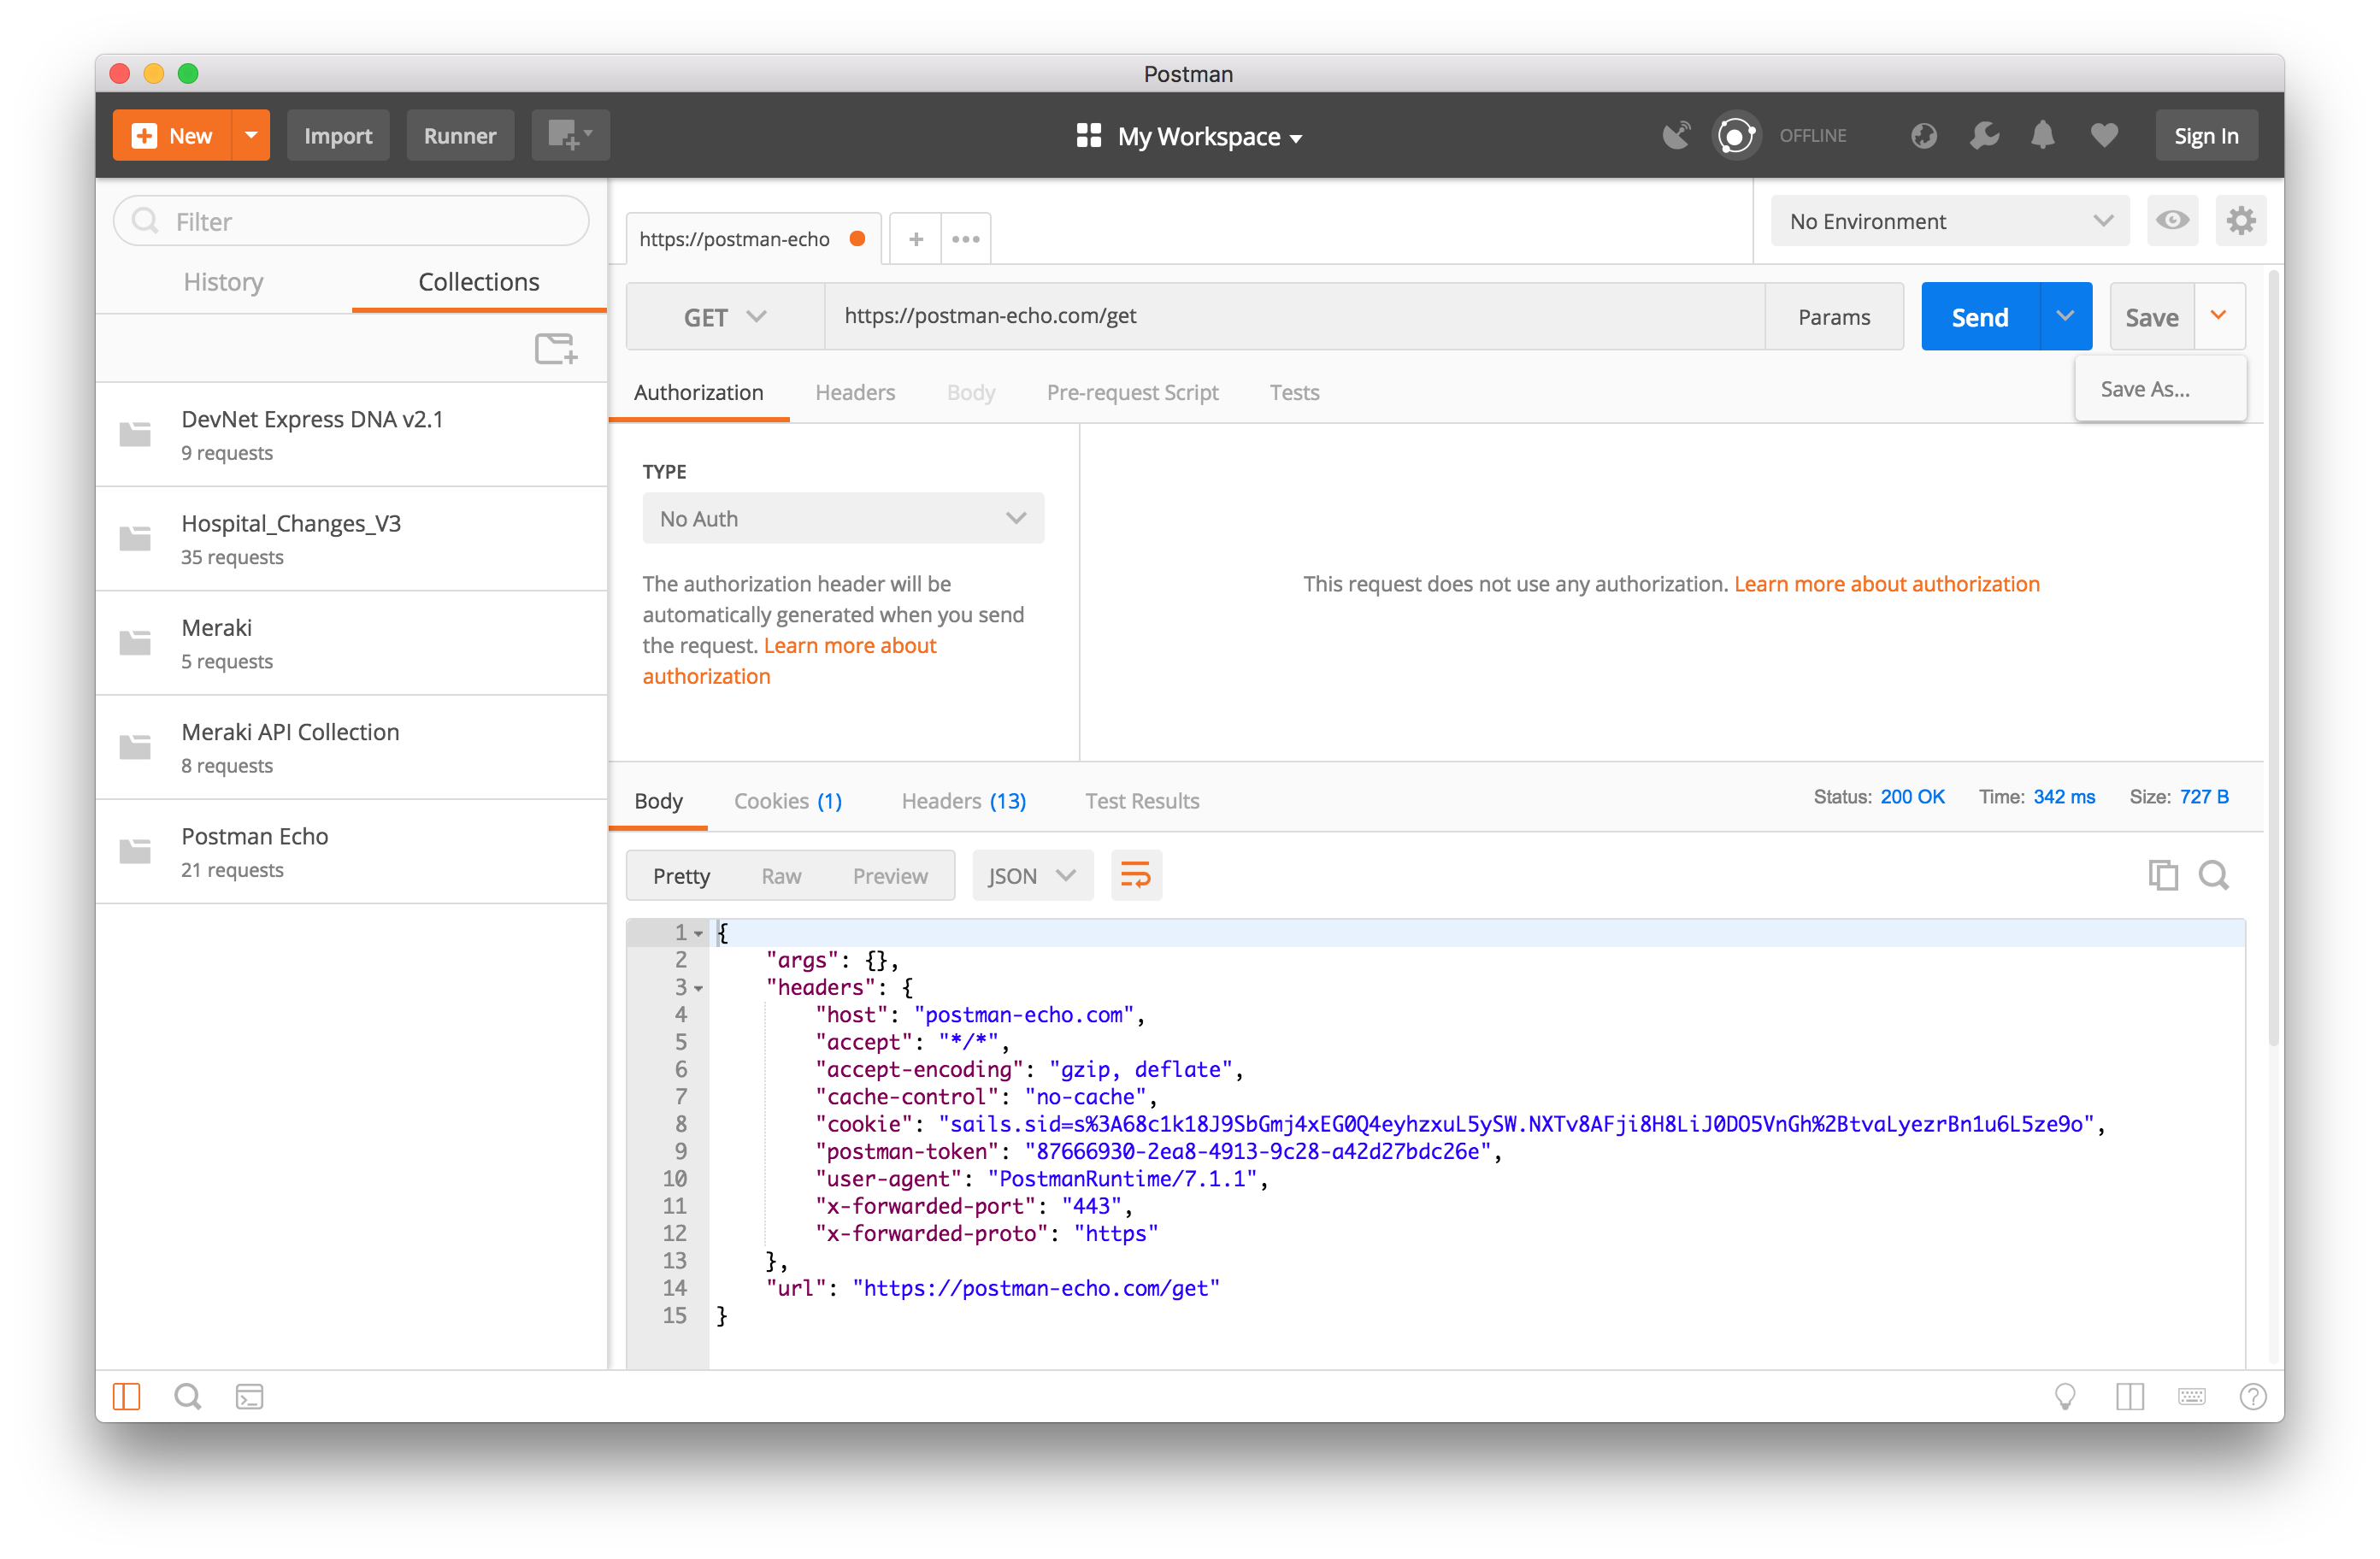 Postman
New
Import
Runner
My Workspace
OFFLINE
Sign In
Filter
History
Collections
DevNet Express DNA v2.1
9 requests
Hospital_Changes_V3
35 requests
Meraki
5 requests
Meraki API Collection
8 requests
Postman Echo
21 requests
https://postman-echo
No Environment
GET
https://postman-echo.com/get
Params
Send
Save
Save As...
Authorization
Headers
Body
Pre-request Script
Tests
TYPE
No Auth
The authorization header will be
automatically generated when you send
the request. Learn more about
authorization
This request does not use any authorization. Learn more about authorization
Body
Cookies (1)
Headers (13)
Test Results
Status: 200 OK
Time: 342 ms
Size: 727 B
Pretty
Raw
Preview
JSON
1 {
2 "args": {},
3 "headers": {
4 "host": "postman-echo.com",
5 "accept": "*/*",
6 "accept-encoding": "gzip, deflate",
7 "cache-control": "no-cache",
8 "cookie": "sails.sid=s%3A68c1k18J9SbGmj4xEG0Q4eyhzxuL5ySW.NXTv8AFji8H8LiJ0DO5VnGh%2BtvaLyezrBn1u6L5ze9o",
9 "postman-token": "87666930-2ea8-4913-9c28-a42d27bdc26e",
10 "user-agent": "PostmanRuntime/7.1.1",
11 "x-forwarded-port": "443",
12 "x-forwarded-proto": "https"
13 },
14 "url": "https://postman-echo.com/get"
15 }